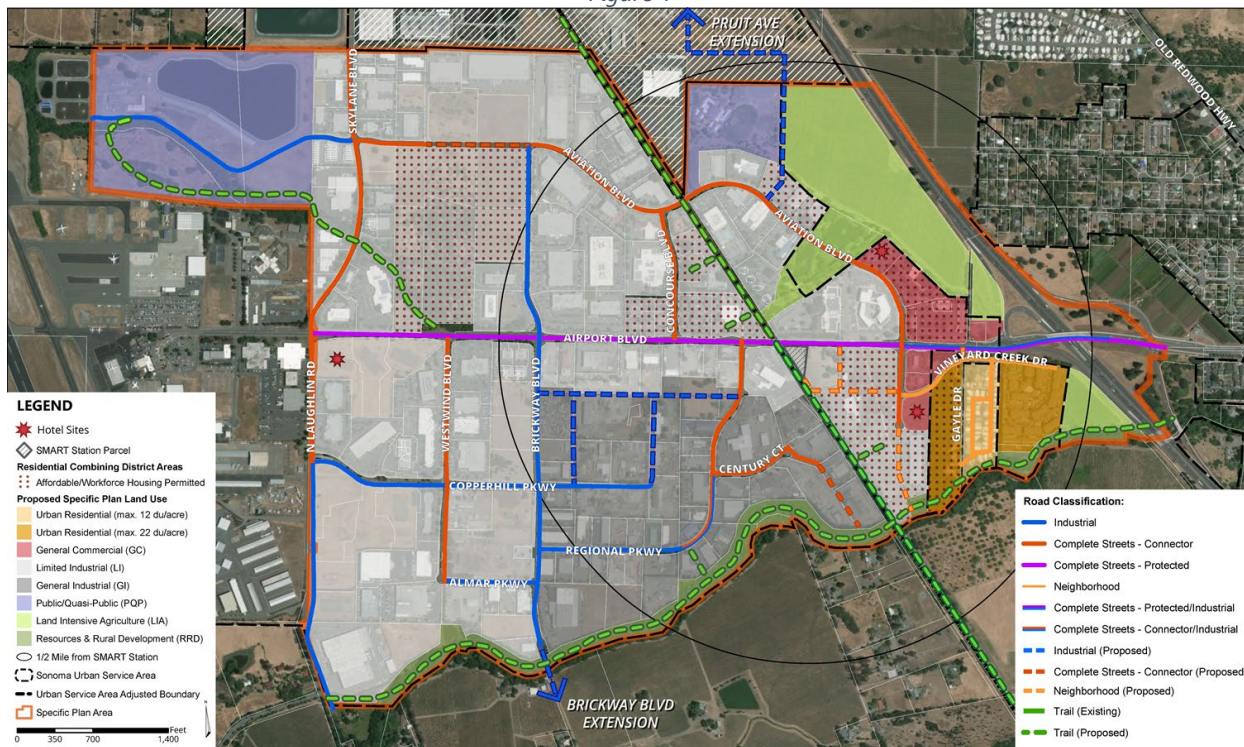 PRUIT AVE
EXTENSION
OLD REDWOOD HWY
SKYLANE BLVD
AVIATION BLVD
AVIATION BLVD
CONCOURSE BLVD
AIRPORT BLVD
VINEYARD CREEK DR
N LAUGHLIN RD
WESTWIND BLVD
BRICKWAY BLVD
GAYLE DR
CENTURY CT
COPPERHILL PKWY
REGIONAL PKWY
ALMAR PKWY
BRICKWAY BLVD
EXTENSION
LEGEND
Hotel Sites
SMART Station Parcel
Residential Combining District Areas
Affordable/Workforce Housing Permitted
Proposed Specific Plan Land Use
Urban Residential (max. 12 du/acre)
Urban Residential (max. 22 du/acre)
General Commercial (GC)
Limited Industrial (LI)
General Industrial (GI)
Public/Quasi-Public (PQP)
Land Intensive Agriculture (LIA)
Resources & Rural Development (RRD)
1/2 Mile from SMART Station
Sonoma Urban Service Area
Urban Service Area Adjusted Boundary
Specific Plan Area
Feet
0 350 700 1,400
Road Classification:
Industrial
Complete Streets - Connector
Complete Streets - Protected
Neighborhood
Complete Streets - Protected/Industrial
Complete Streets - Connector/Industrial
Industrial (Proposed)
Complete Streets - Connector (Proposed)
Neighborhood (Proposed)
Trail (Existing)
Trail (Proposed)